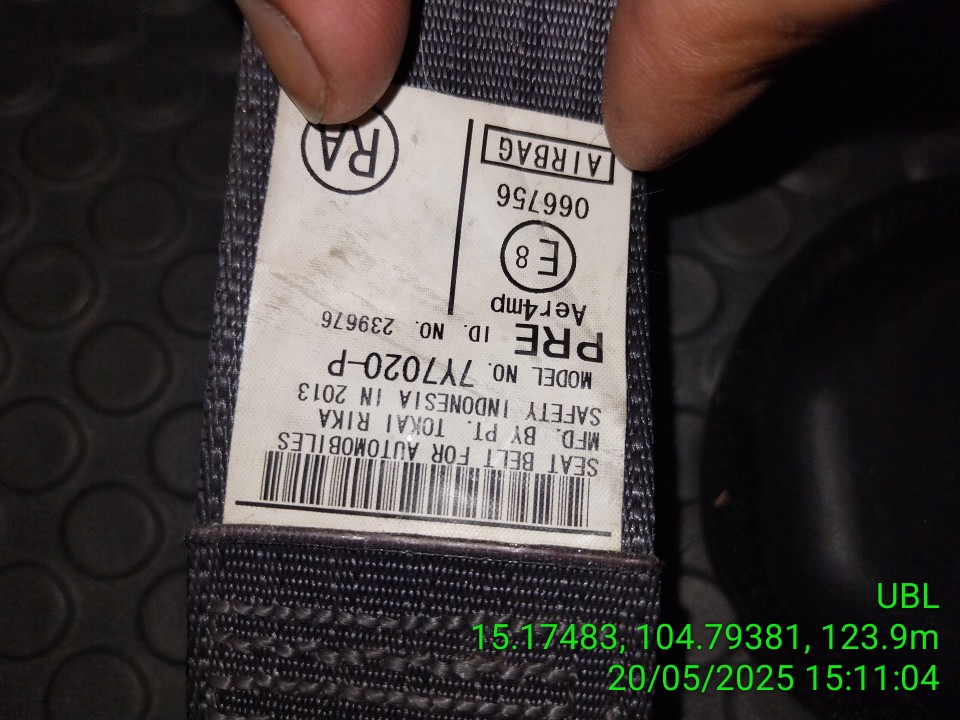 SEAT BELT FOR AUTOMOBILES
MFD. BY PT. TOKAI RIKA
SAFETY INDONESIA IN 2013
MODEL NO. 7Y7020-P
PRE ID. NO. 239676
Aer4mp
E8
066756
AIRBAG
RA
UBL
15.17483, 104.79381, 123.9m
20/05/2025 15:11:04